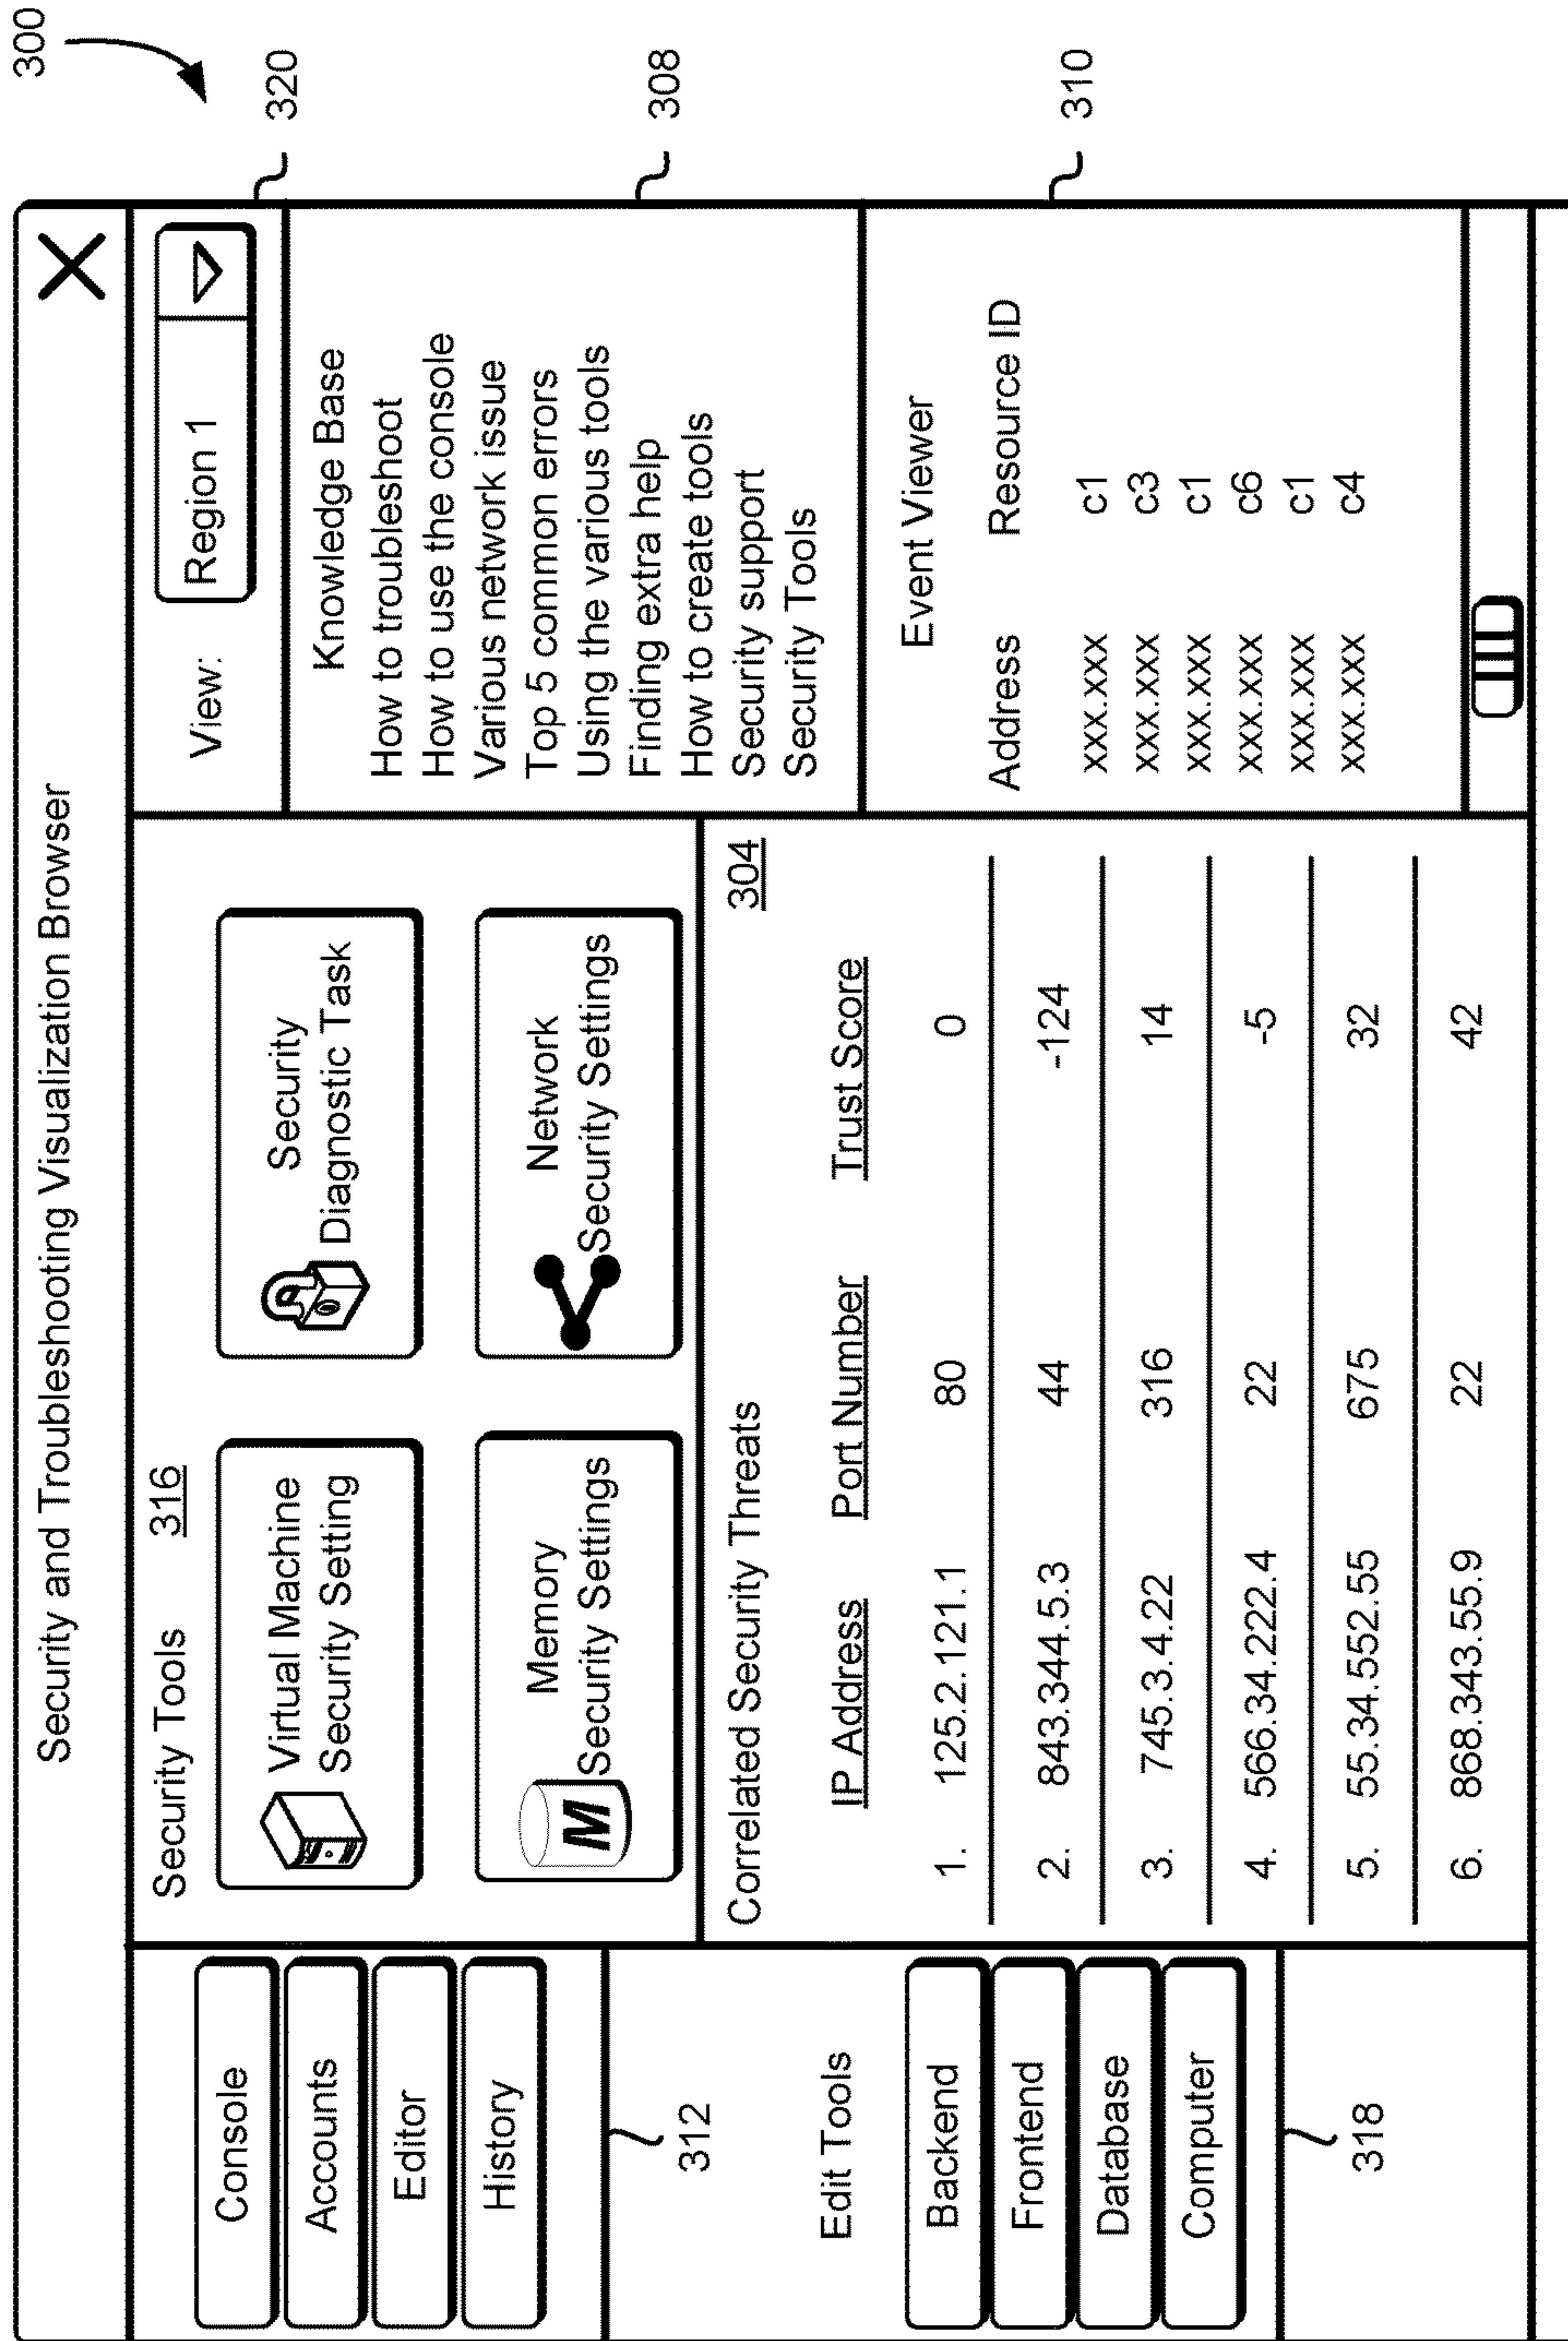 300
Security and Troubleshooting Visualization Browser
Console
Accounts
Editor
History
312
Edit Tools
Backend
Frontend
Database
Computer
318
Security Tools 316
Virtual Machine
Security Setting
Security
Diagnostic Task
Memory
Security Settings
M
Network
Security Settings
Correlated Security Threats 304
IP Address Port Number Trust Score
1. 125.2.121.1 80 0
2. 843.344.5.3 44 -124
3. 745.3.4.22 316 14
4. 566.34.222.4 22 -5
5. 55.34.552.55 675 32
6. 868.343.55.9 22 42
View: Region 1
320
Knowledge Base
How to troubleshoot
How to use the console
Various network issue
Top 5 common errors
Using the various tools
Finding extra help
How to create tools
Security support
Security Tools
308
Event Viewer
Address Resource ID
xxx.xxx c1
xxx.xxx c3
xxx.xxx c1
xxx.xxx c6
xxx.xxx c1
xxx.xxx c4
310